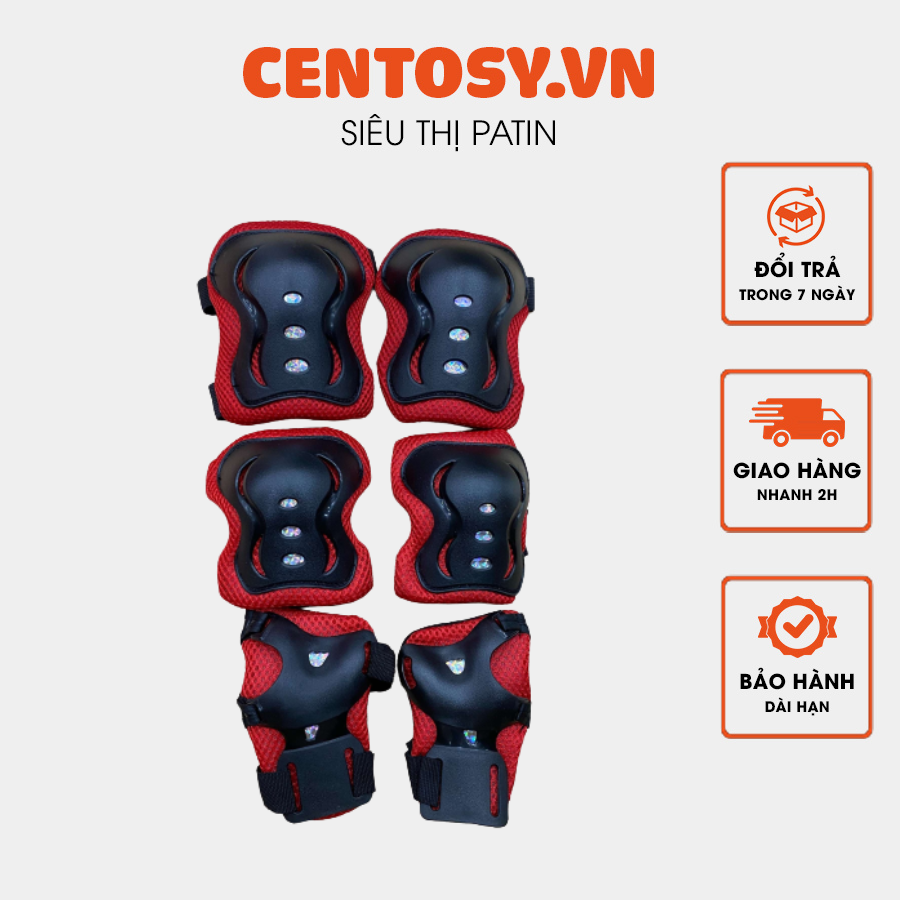 CENTOSY.VN
SIÊU THỊ PATIN
ĐỔI TRẢ
TRONG 7 NGÀY
GIAO HÀNG
NHANH 2H
BẢO HÀNH
DÀI HẠN